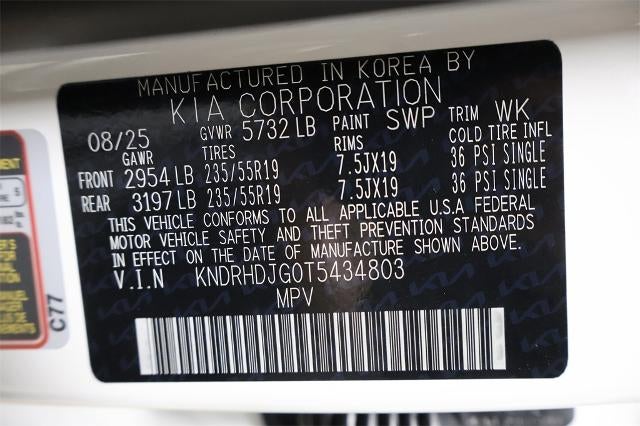 MANUFACTURED IN KOREA BY
KIA CORPORATION
08/25 GVWR 5732 LB PAINT SWP TRIM WK
GAWR TIRES RIMS COLD TIRE INFL
FRONT 2954 LB 235/55R19 7.5JX19 36 PSI SINGLE
REAR 3197 LB 235/55R19 7.5JX19 36 PSI SINGLE
THIS VEHICLE CONFORMS TO ALL APPLICABLE U.S.A FEDERAL
MOTOR VEHICLE SAFETY AND THEFT PREVENTION STANDARDS
IN EFFECT ON THE DATE OF MANUFACTURE SHOWN ABOVE.
V.I.N KNDRHDJG0T5434803
MPV
C77